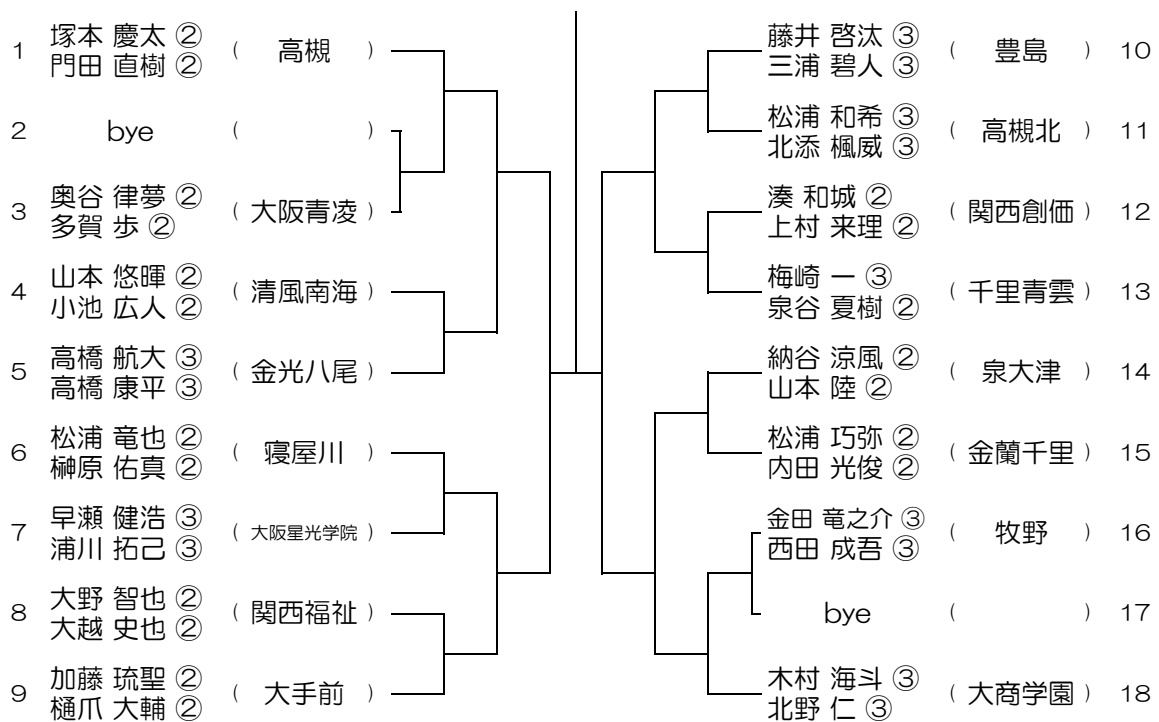 1 塚本 慶太 ② ( 高槻 )
門田 直樹 ②
2 bye ( )
3 奥谷 律夢 ② ( 大阪青凌 )
多賀 歩 ②
4 山本 悠暉 ② ( 清風南海 )
小池 広人 ②
5 高橋 航大 ③ ( 金光八尾 )
高橋 康平 ③
6 松浦 竜也 ② ( 寝屋川 )
榊原 佑真 ②
7 早瀬 健浩 ③ ( 大阪星光学院 )
浦川 拓己 ③
8 大野 智也 ② ( 関西福祉 )
大越 史也 ②
9 加藤 琉聖 ② ( 大手前 )
樋爪 大輔 ②
藤井 啓汰 ③ ( 豊島 ) 10
三浦 碧人 ③
松浦 和希 ③ ( 高槻北 ) 11
北添 楓威 ③
湊 和城 ② ( 関西創価 ) 12
上村 来理 ②
梅崎 一 ③ ( 千里青雲 ) 13
泉谷 夏樹 ②
納谷 涼風 ② ( 泉大津 ) 14
山本 陸 ②
松浦 巧弥 ② ( 金蘭千里 ) 15
内田 光俊 ②
金田 竜之介 ③ ( 牧野 ) 16
西田 成吾 ③
bye ( ) 17
木村 海斗 ③ ( 大商学園 ) 18
北野 仁 ③